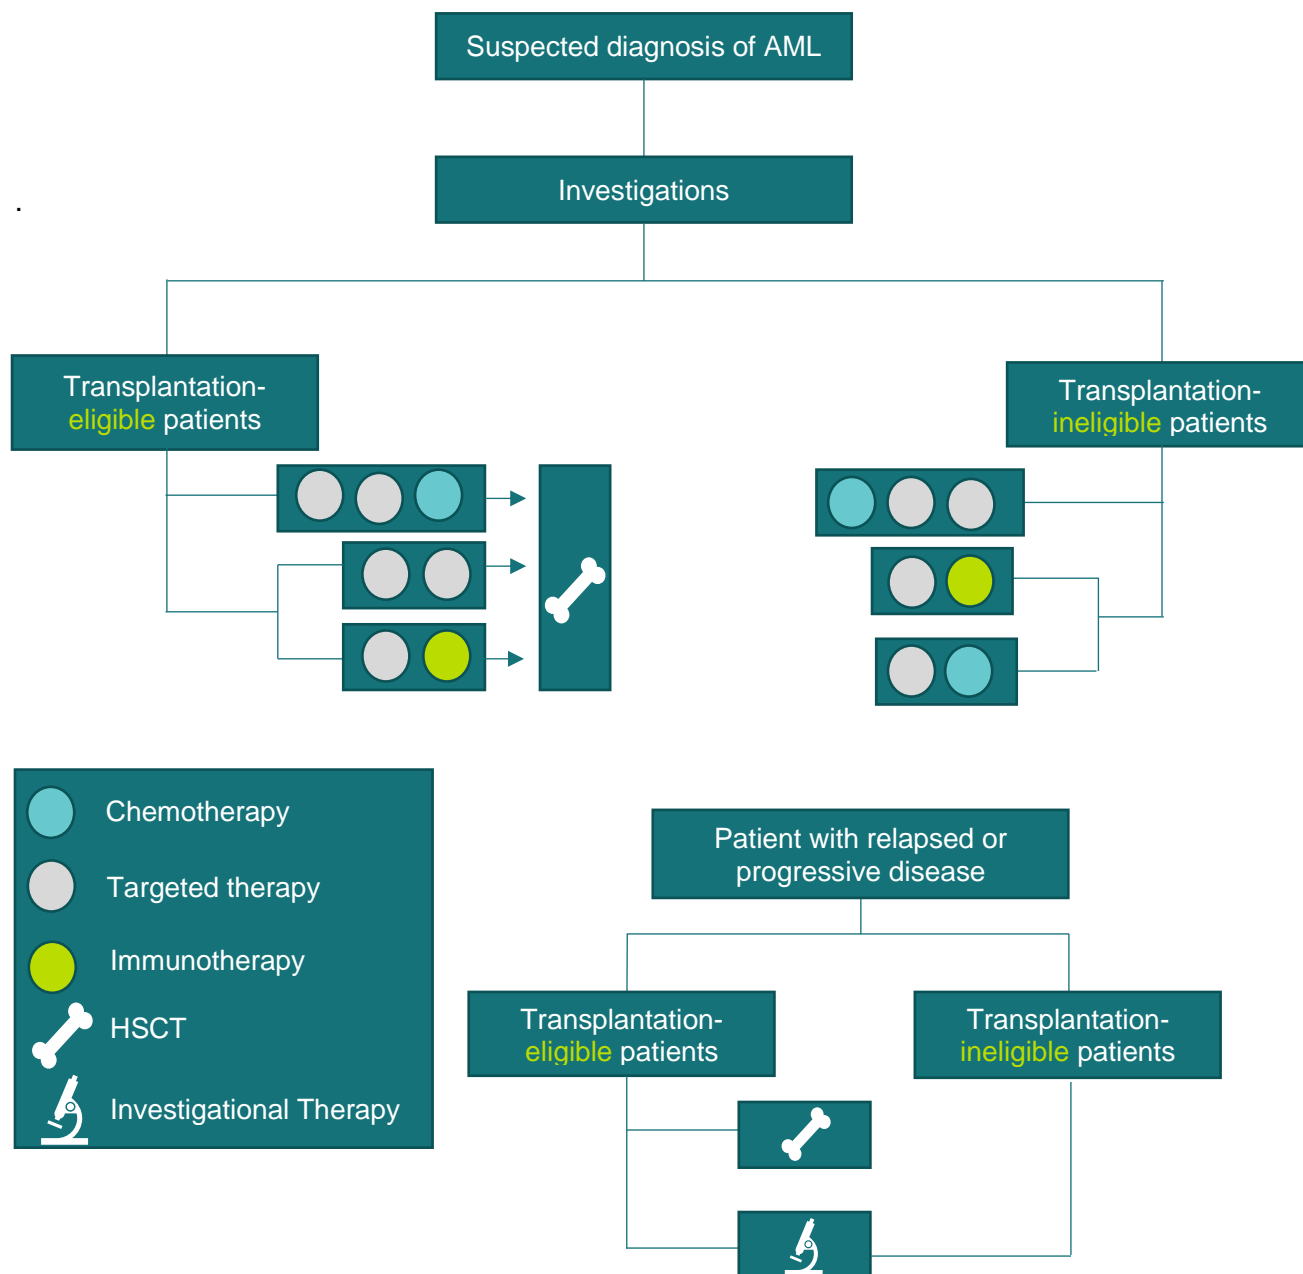 Suspected diagnosis of AML
Investigations
.
Transplantation-
eligible patients
Transplantation-
ineligible patients
Chemotherapy
Targeted therapy
Immunotherapy
HSCT
Investigational Therapy
Patient with relapsed or
progressive disease
Transplantation-
eligible patients
Transplantation-
ineligible patients